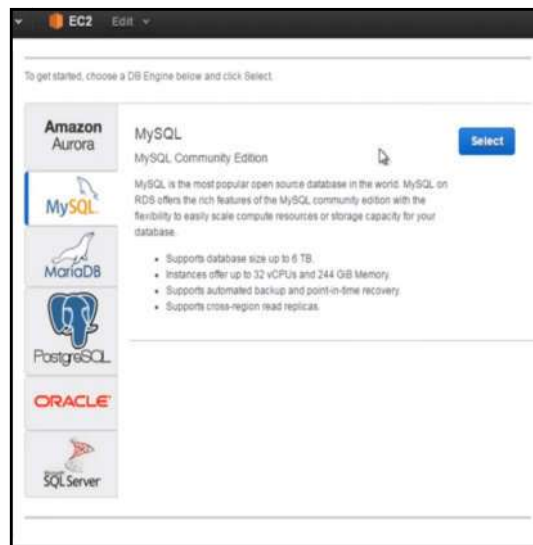 EC2 Edit
To get started, choose a DB Engine below and click Select.
Amazon
Aurora
MySQL
MariaDB
PostgreSQL
ORACLE
Microsoft
SQL Server
MySQL
Select
MySQL Community Edition
MySQL is the most popular open source database in the world. MySQL on
RDS offers the rich features of the MySQL community edition with the
flexibility to easily scale compute resources or storage capacity for your
database.
Supports database size up to 6 TB.
Instances offer up to 32 vCPUs and 244 GiB Memory.
Supports automated backup and point-in-time recovery.
Supports cross-region read replicas.